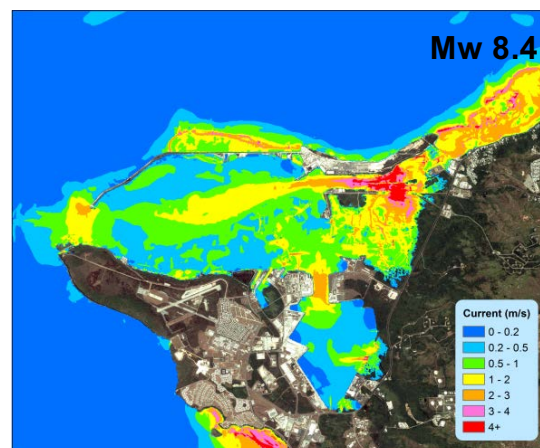 Mw 8.4
Current (m/s)
0 - 0.2
0.2 - 0.5
0.5 - 1
1 - 2
2 - 3
3 - 4
4+